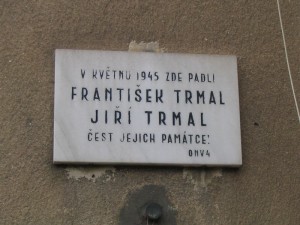 V KVĚTNU 1945 ZDE PADLI
FRANTIŠEK TRMAL
JIŘÍ TRMAL
ČEST JEJICH PAMÁTCE!
ONV4